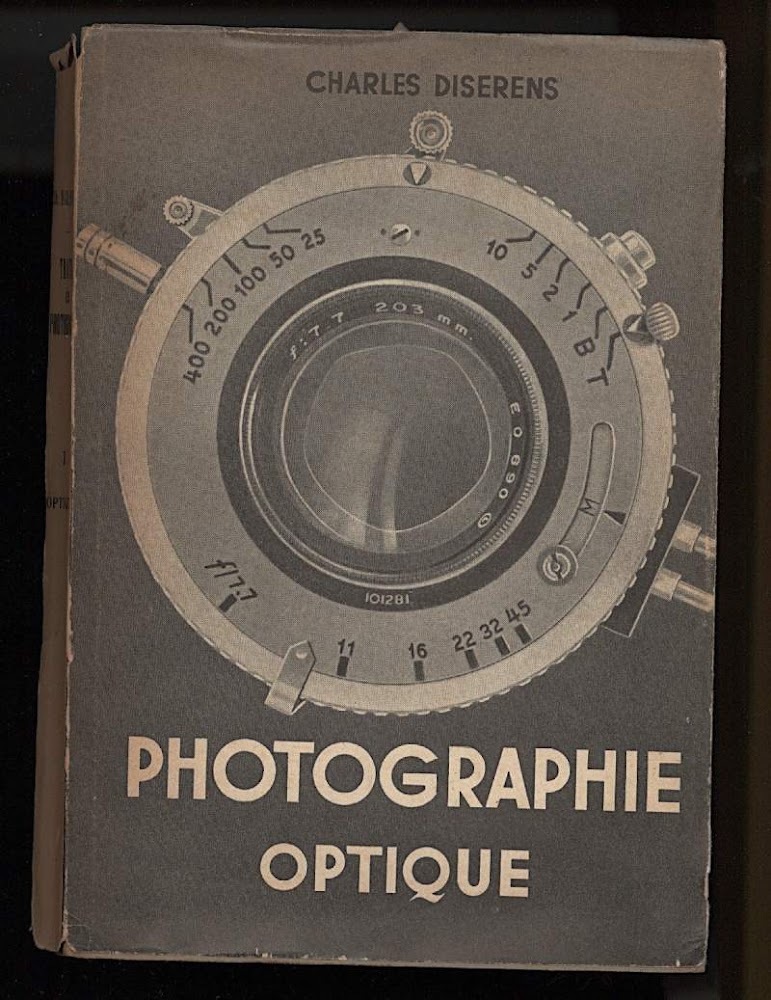 CHARLES DISERENS
25
50
100
200
400
10
5
2
1
B
T
f:7.7 203 mm.
M
101281
f/7.7
11
16
22
32
45
PHOTOGRAPHIE
OPTIQUE
I